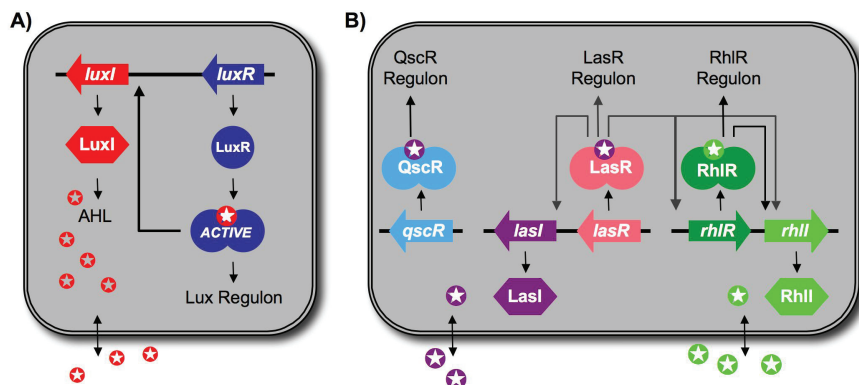 A)
luxI
luxR
LuxI
LuxR
AHL
ACTIVE
Lux Regulon
B)
QscR
Regulon
LasR
Regulon
RhlR
Regulon
QscR
LasR
RhlR
qscR
lasI
lasR
rhlR
rhlI
LasI
RhlI